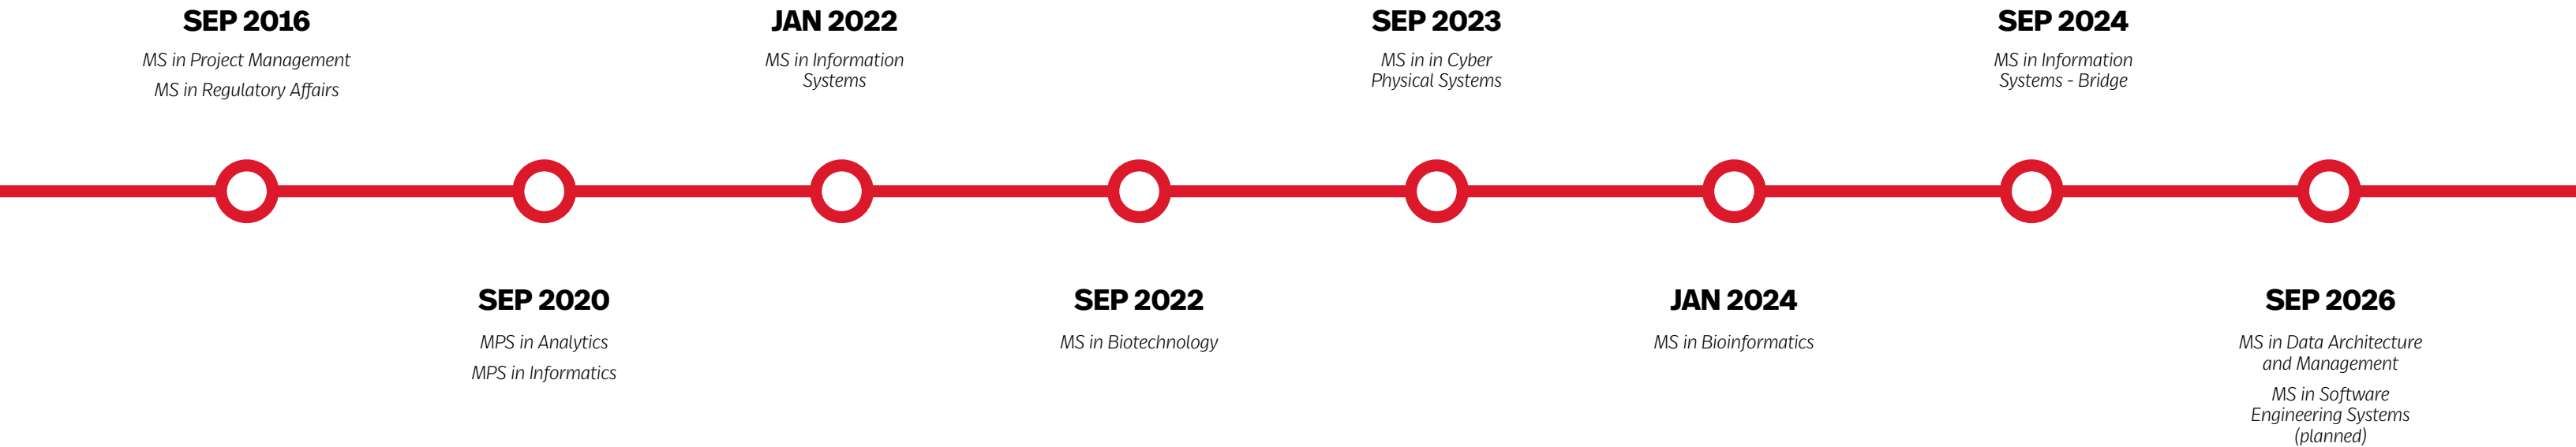 SEP 2016
MS in Project Management
MS in Regulatory Affairs
SEP 2020
MPS in Analytics
MPS in Informatics
JAN 2022
MS in Information
Systems
SEP 2022
MS in Biotechnology
SEP 2023
MS in in Cyber
Physical Systems
JAN 2024
MS in Bioinformatics
SEP 2024
MS in Information
Systems - Bridge
SEP 2026
MS in Data Architecture
and Management
MS in Software
Engineering Systems
(planned)